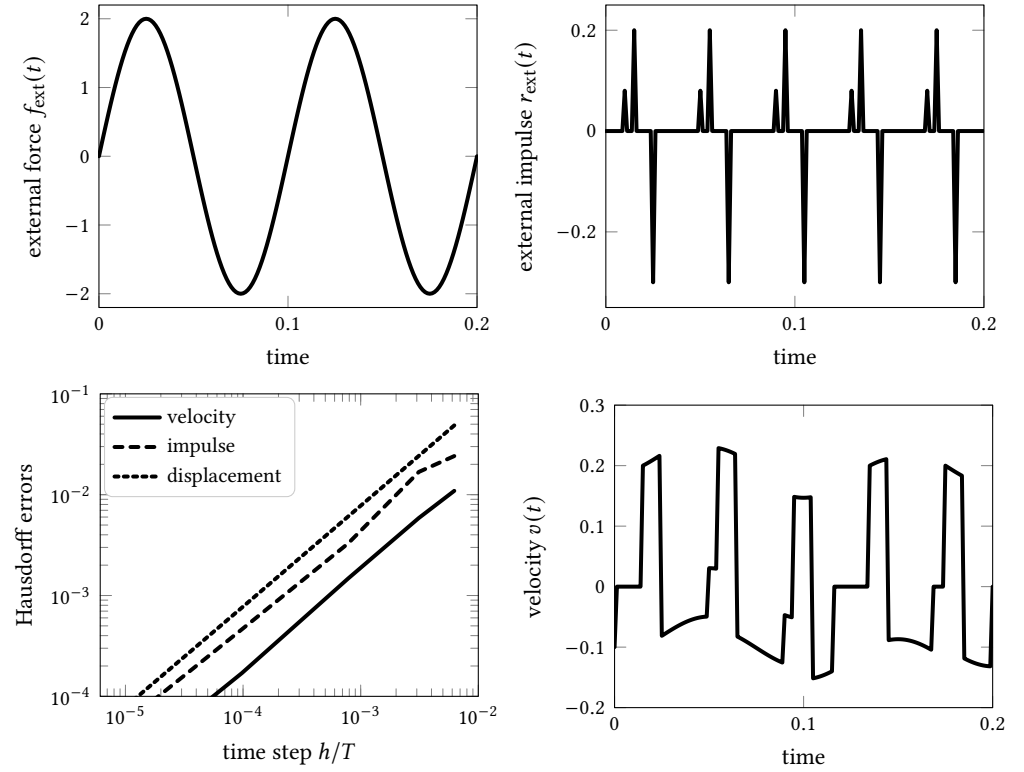 external force f_ext(t)
2
1
0
−1
−2
0
0.1
0.2
time
external impulse r_ext(t)
0.2
0
−0.2
0
0.1
0.2
time
Hausdorff errors
10^−1
10^−2
10^−3
10^−4
velocity
impulse
displacement
10^−5
10^−4
10^−3
10^−2
time step h/T
velocity v(t)
0.3
0.2
0.1
0
−0.1
−0.2
0
0.1
0.2
time